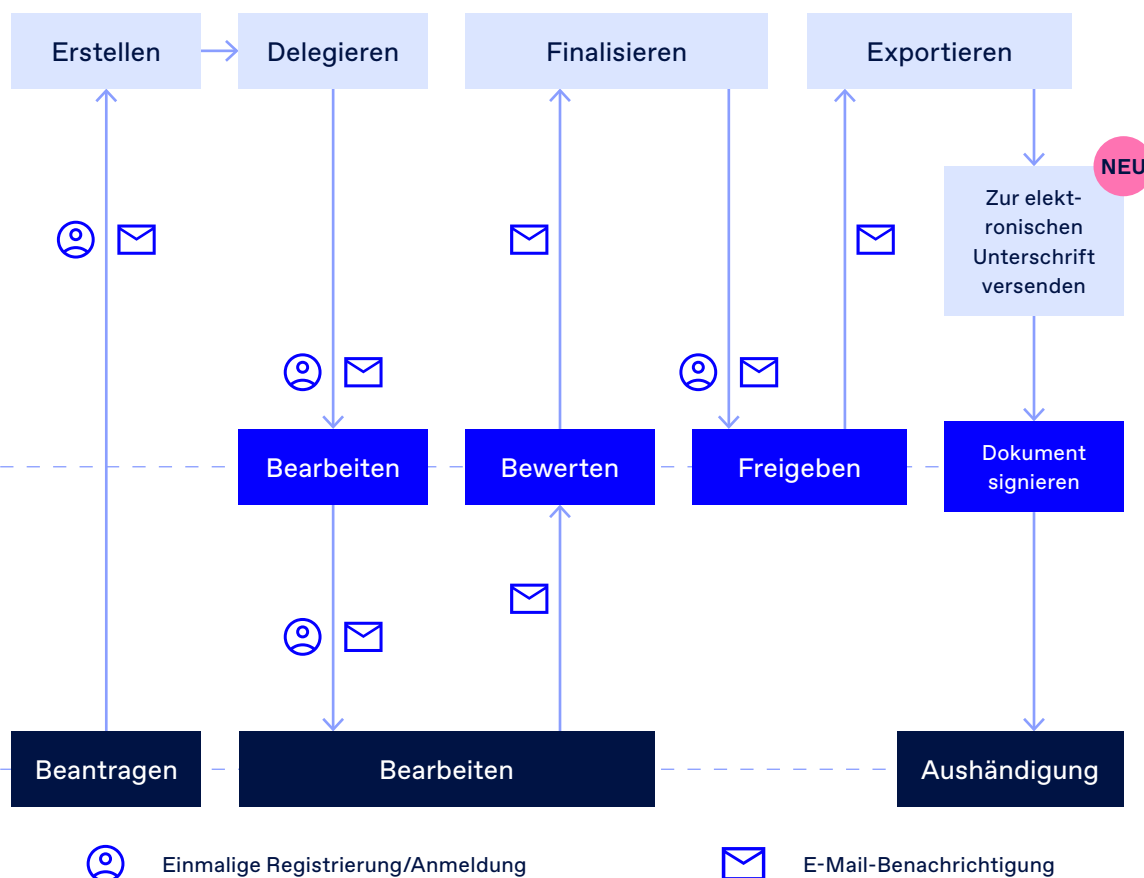 Erstellen
Delegieren
Finalisieren
Exportieren
NEU
Zur elekt-
ronischen
Unterschrift
versenden
Bearbeiten
Bewerten
Freigeben
Dokument
signieren
Beantragen
Bearbeiten
Aushändigung
Einmalige Registrierung/Anmeldung
E-Mail-Benachrichtigung